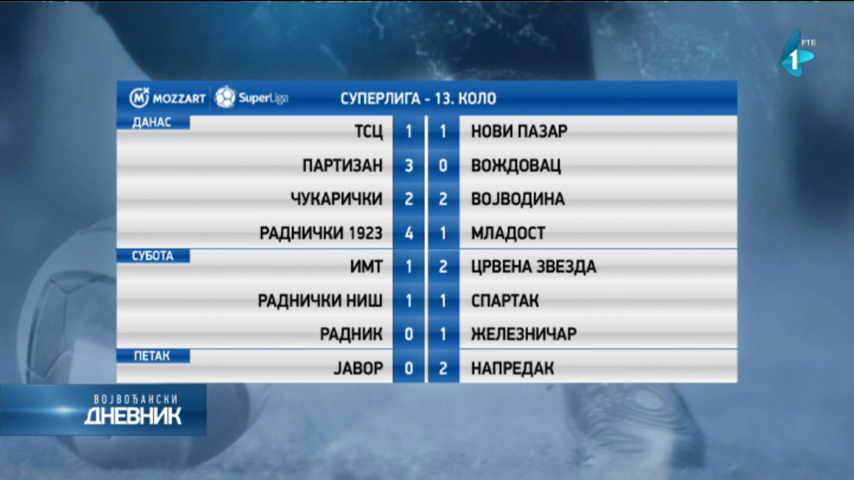 РТВ
1
MOZZART SuperLiga СУПЕРЛИГА - 13. КОЛО
ДАНАС
ТСЦ 1 1 НОВИ ПАЗАР
ПАРТИЗАН 3 0 ВОЖДОВАЦ
ЧУКАРИЧКИ 2 2 ВОЈВОДИНА
РАДНИЧКИ 1923 4 1 МЛАДОСТ
СУБОТА
ИМТ 1 2 ЦРВЕНА ЗВЕЗДА
РАДНИЧКИ НИШ 1 1 СПАРТАК
РАДНИК 0 1 ЖЕЛЕЗНИЧАР
ПЕТАК
ЈАВОР 0 2 НАПРЕДАК
ВОЈВОЂАНСКИ
ДНЕВНИК